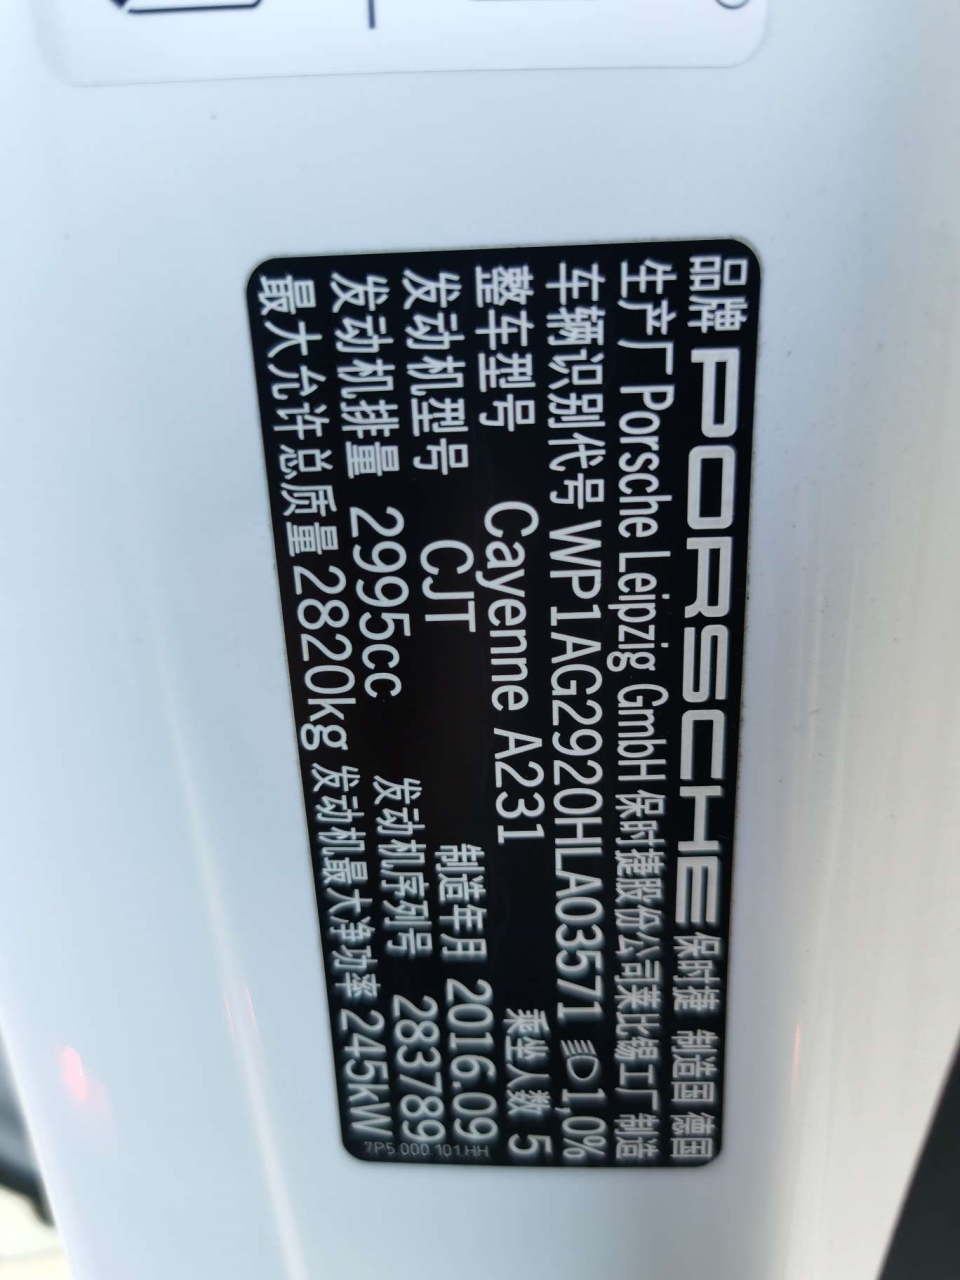 品牌 PORSCHE 保时捷 制造国 德国
生产厂 Porsche Leipzig GmbH 保时捷股份公司莱比锡工厂制造
车辆识别代号 WP1AG2920HLA03571 1,0%
整车型号 Cayenne A231 乘坐人数 5
发动机型号 CJT 制造年月 2016.09
发动机排量 2995cc 发动机序列号 283789
最大允许总质量 2820kg 发动机最大净功率 245kW
7P5.000.101.HH